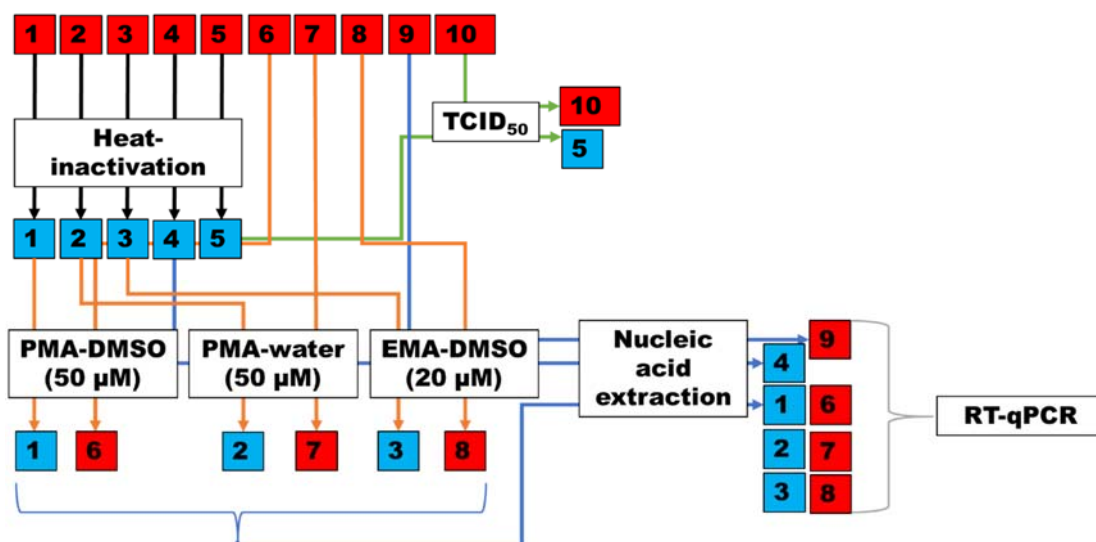 1 2 3 4 5 6 7 8 9 10
TCID₅₀
10
5
Heat-
inactivation
1 2 3 4 5
PMA-DMSO
(50 µM)
PMA-water
(50 µM)
EMA-DMSO
(20 µM)
Nucleic
acid
extraction
9
4
1 6
2 7
3 8
RT-qPCR
1 6 2 7 3 8